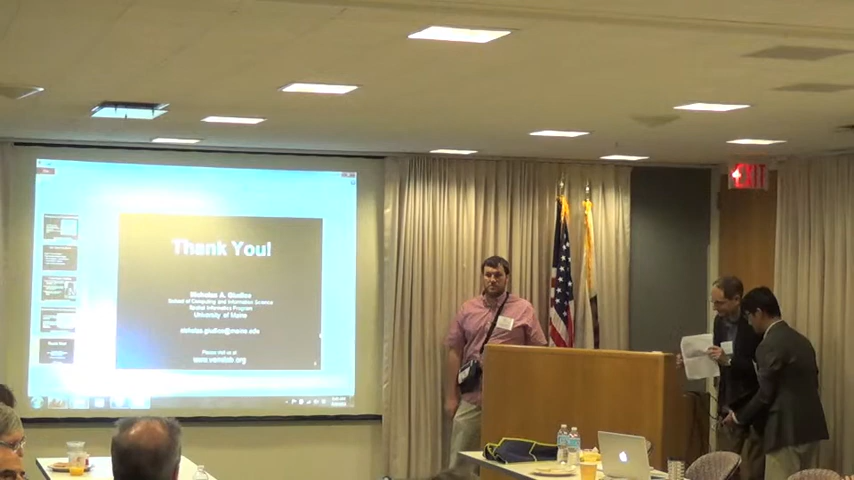 Thank You!
Nicholas A. Giudice
School of Computing and Information Science
Spatial Informatics Program
University of Maine
nicholas.giudice@maine.edu
Please visit us at
www.vemilab.org
EXIT